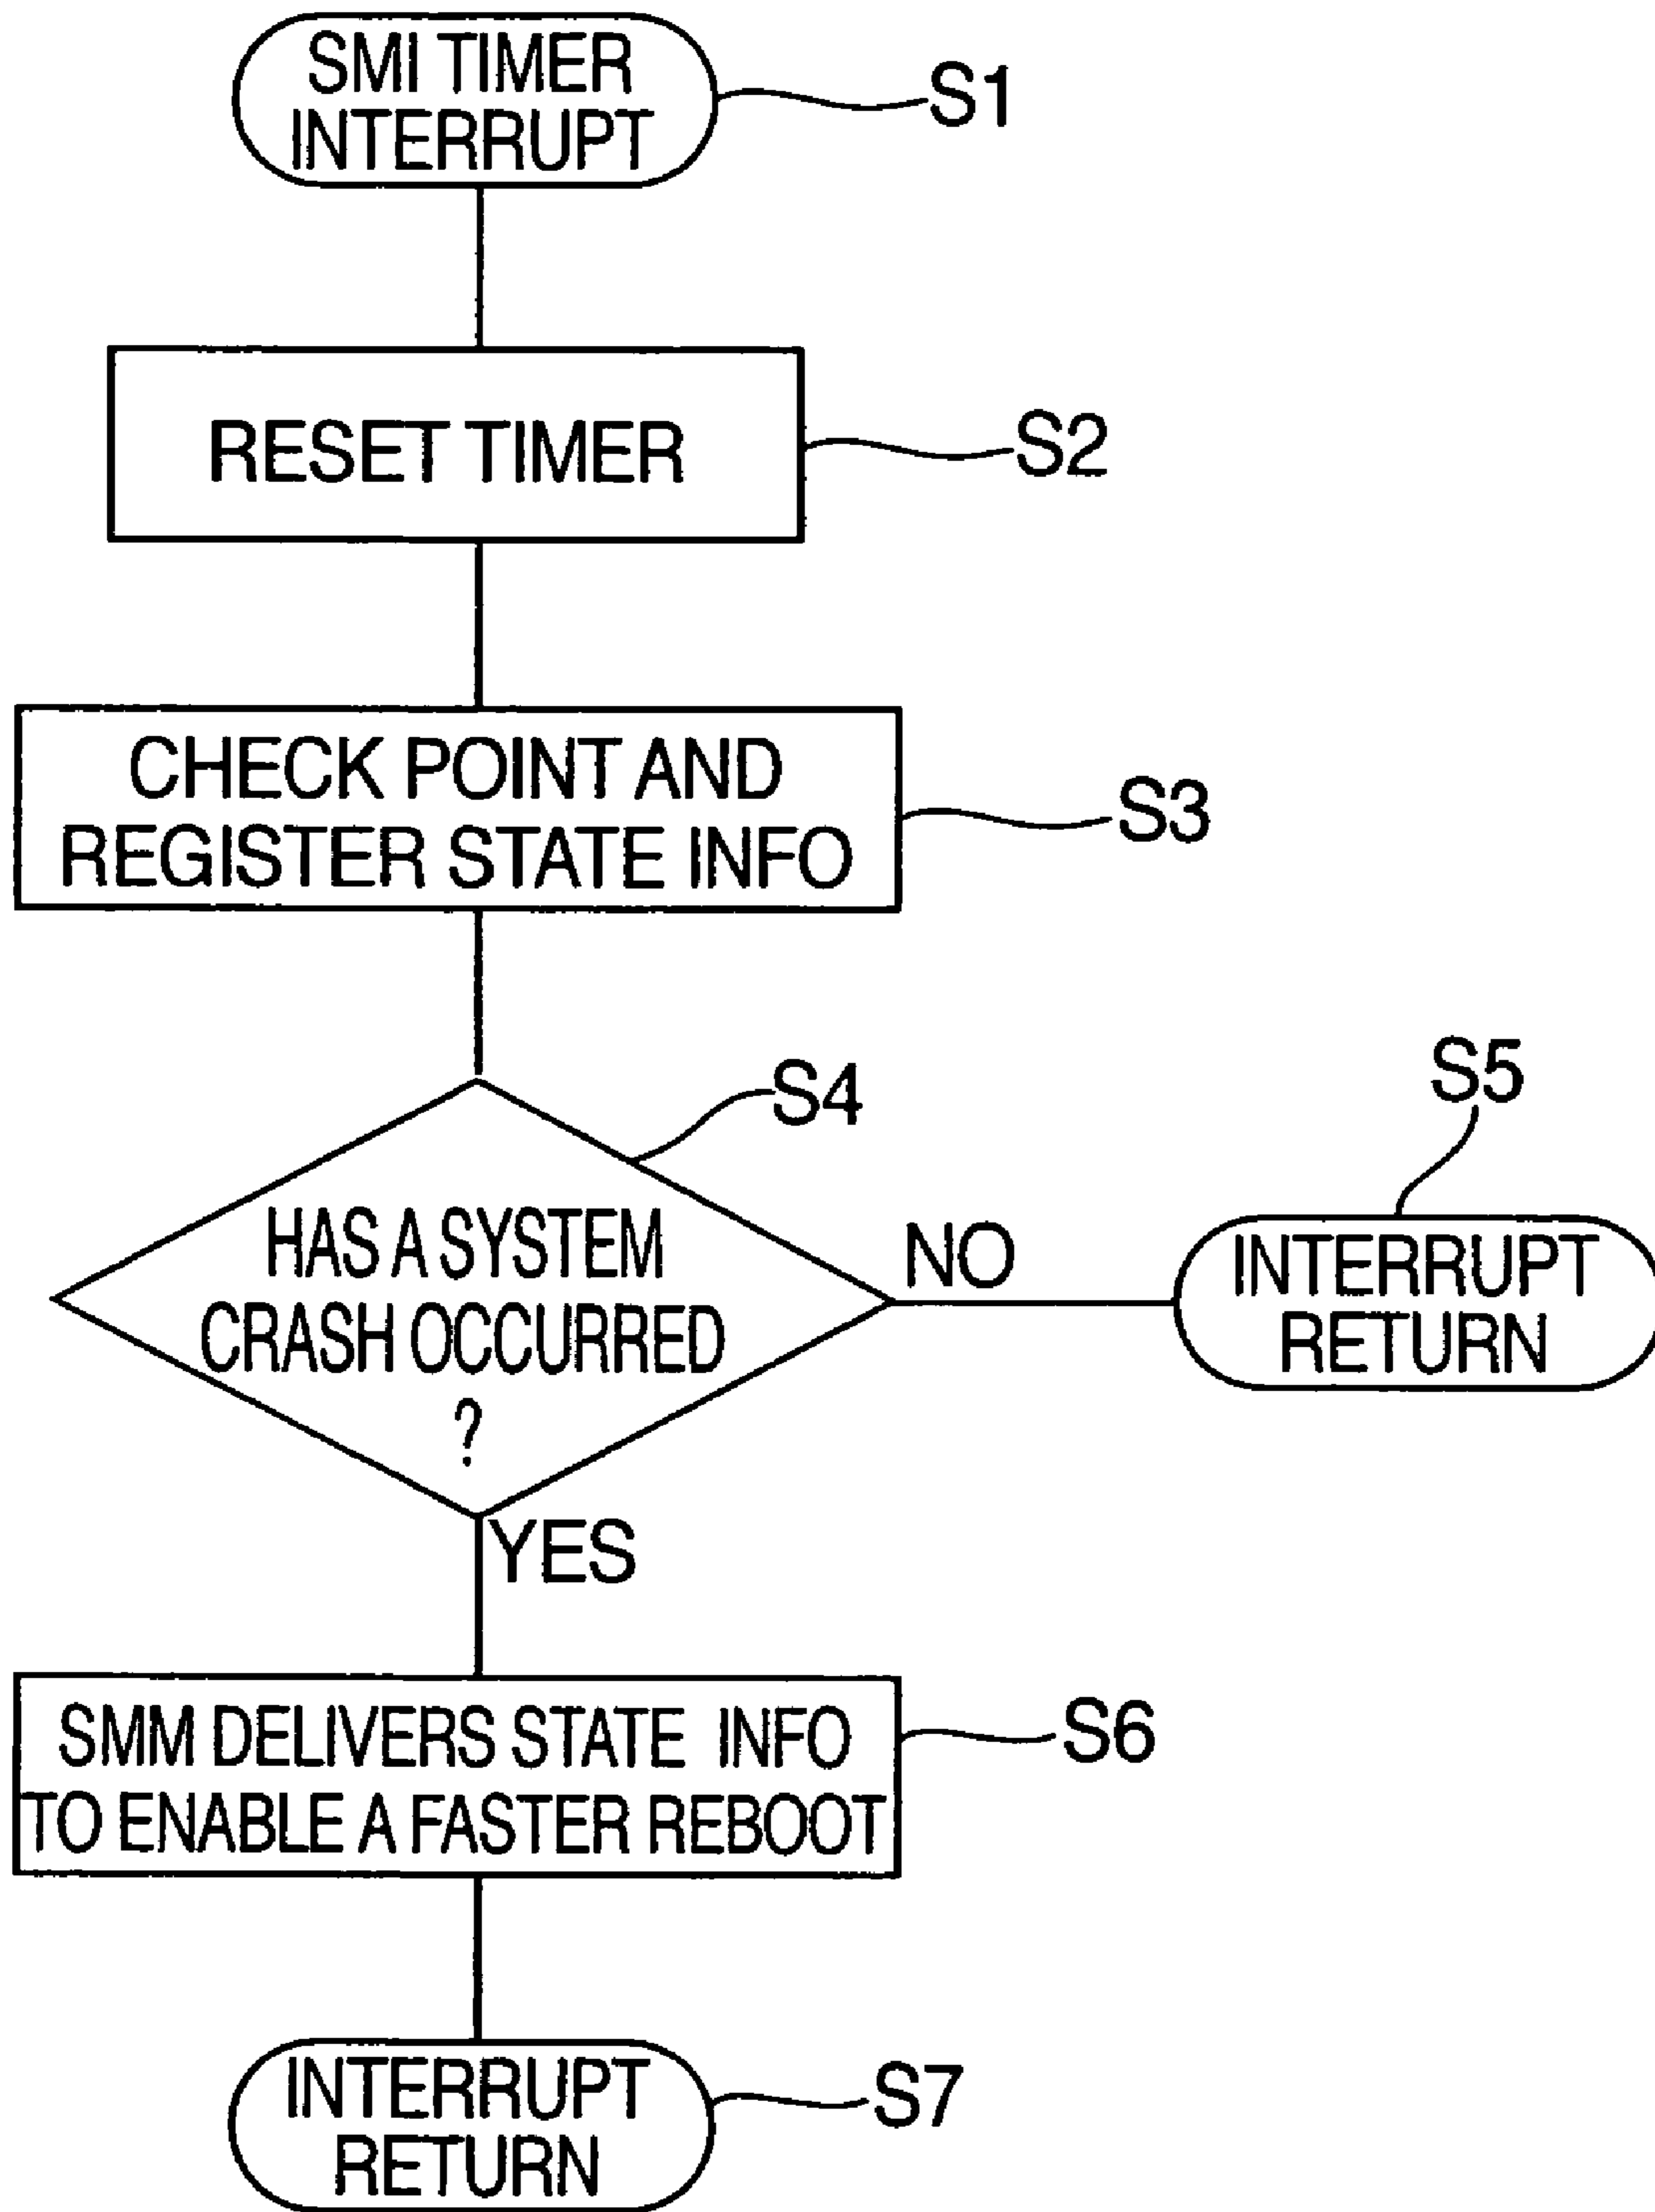 SMI TIMER
INTERRUPT
S1
RESET TIMER
S2
CHECK POINT AND
REGISTER STATE INFO
S3
S4
HAS A SYSTEM
CRASH OCCURRED
?
NO
S5
INTERRUPT
RETURN
YES
SMM DELIVERS STATE INFO
TO ENABLE A FASTER REBOOT
S6
INTERRUPT
RETURN
S7